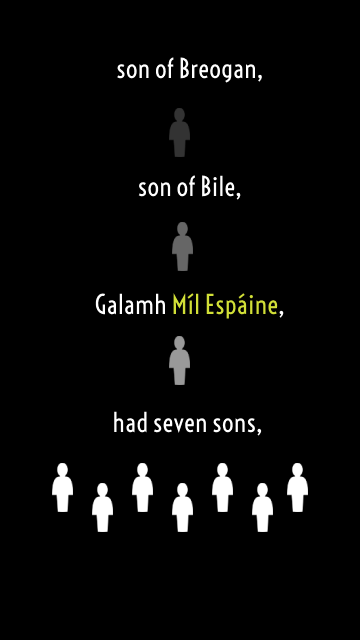 son of Breogan,
son of Bile,
Galamh Míl Espáine,
had seven sons,